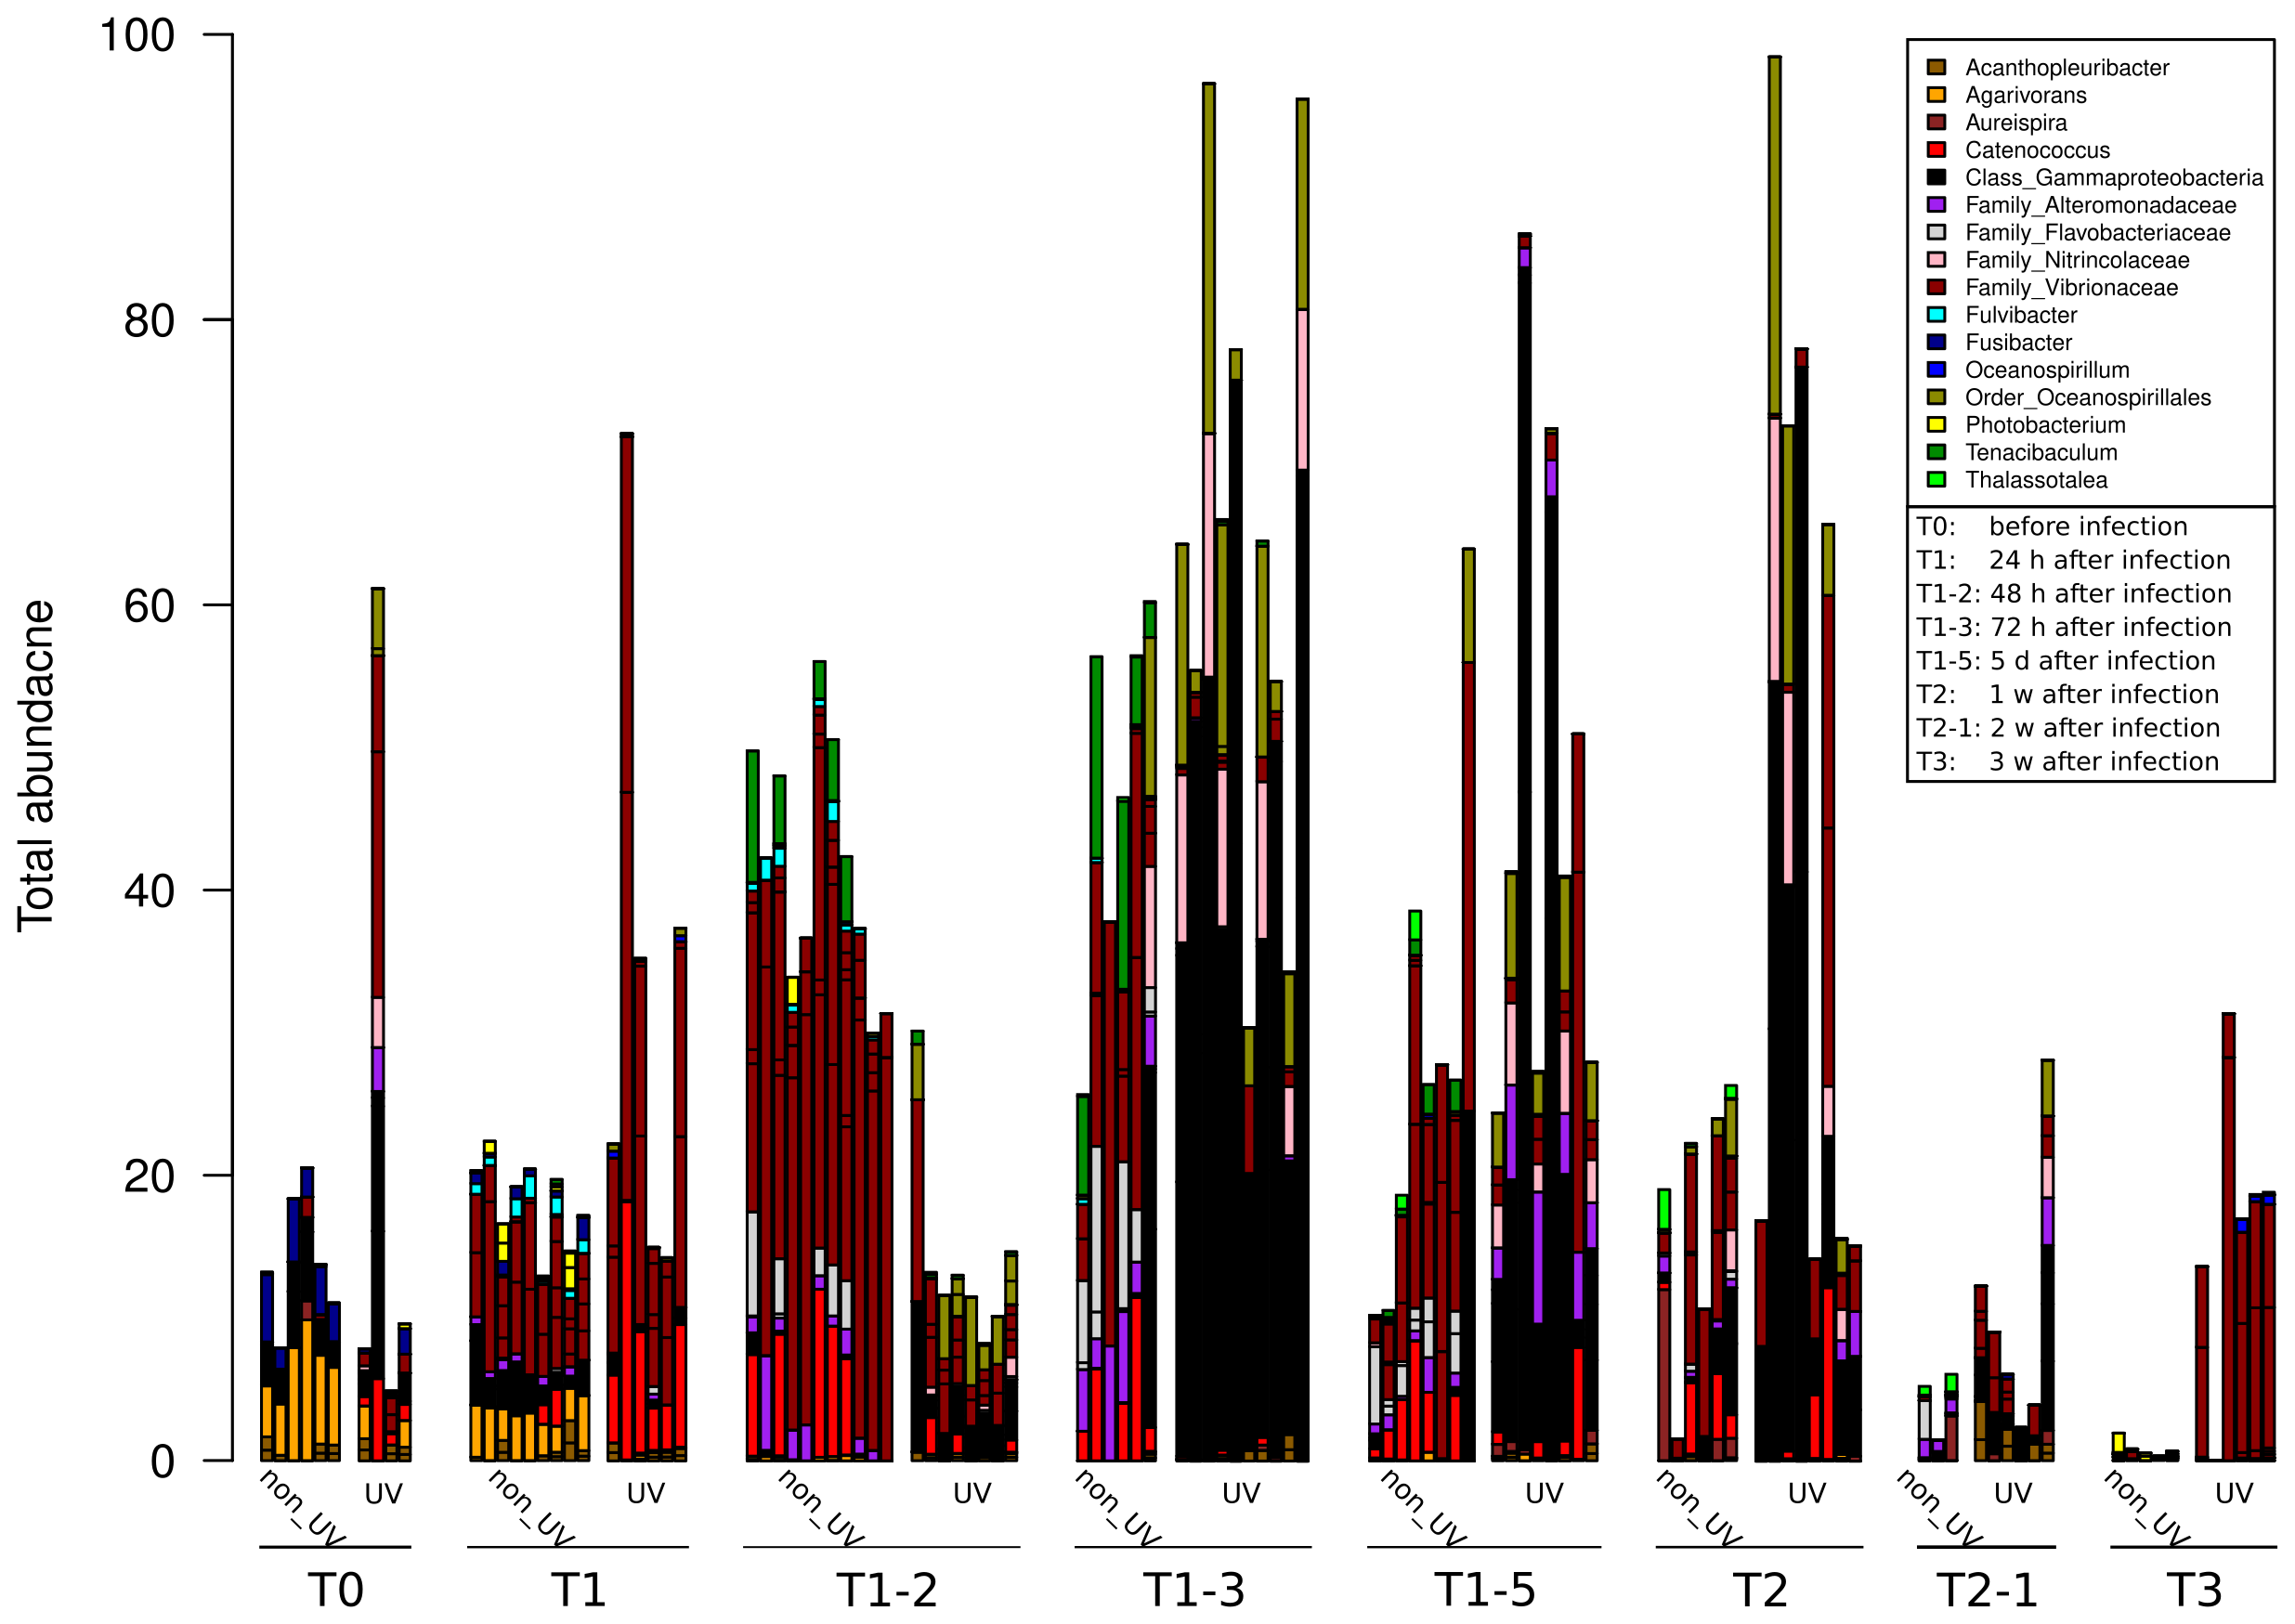 Total abundacne
100
80
60
40
20
0
Acanthopleuribacter
Agarivorans
Aureispira
Catenococcus
Class_Gammaproteobacteria
Family_Alteromonadaceae
Family_Flavobacteriaceae
Family_Nitrincolaceae
Family_Vibrionaceae
Fulvibacter
Fusibacter
Oceanospirillum
Order_Oceanospirillales
Photobacterium
Tenacibaculum
Thalassotalea
T0: before infection
T1: 24 h after infection
T1-2: 48 h after infection
T1-3: 72 h after infection
T1-5: 5 d after infection
T2: 1 w after infection
T2-1: 2 w after infection
T3: 3 w after infection
non_UV UV non_UV UV non_UV UV non_UV UV non_UV UV non_UV UV non_UV UV non_UV UV
T0 T1 T1-2 T1-3 T1-5 T2 T2-1 T3